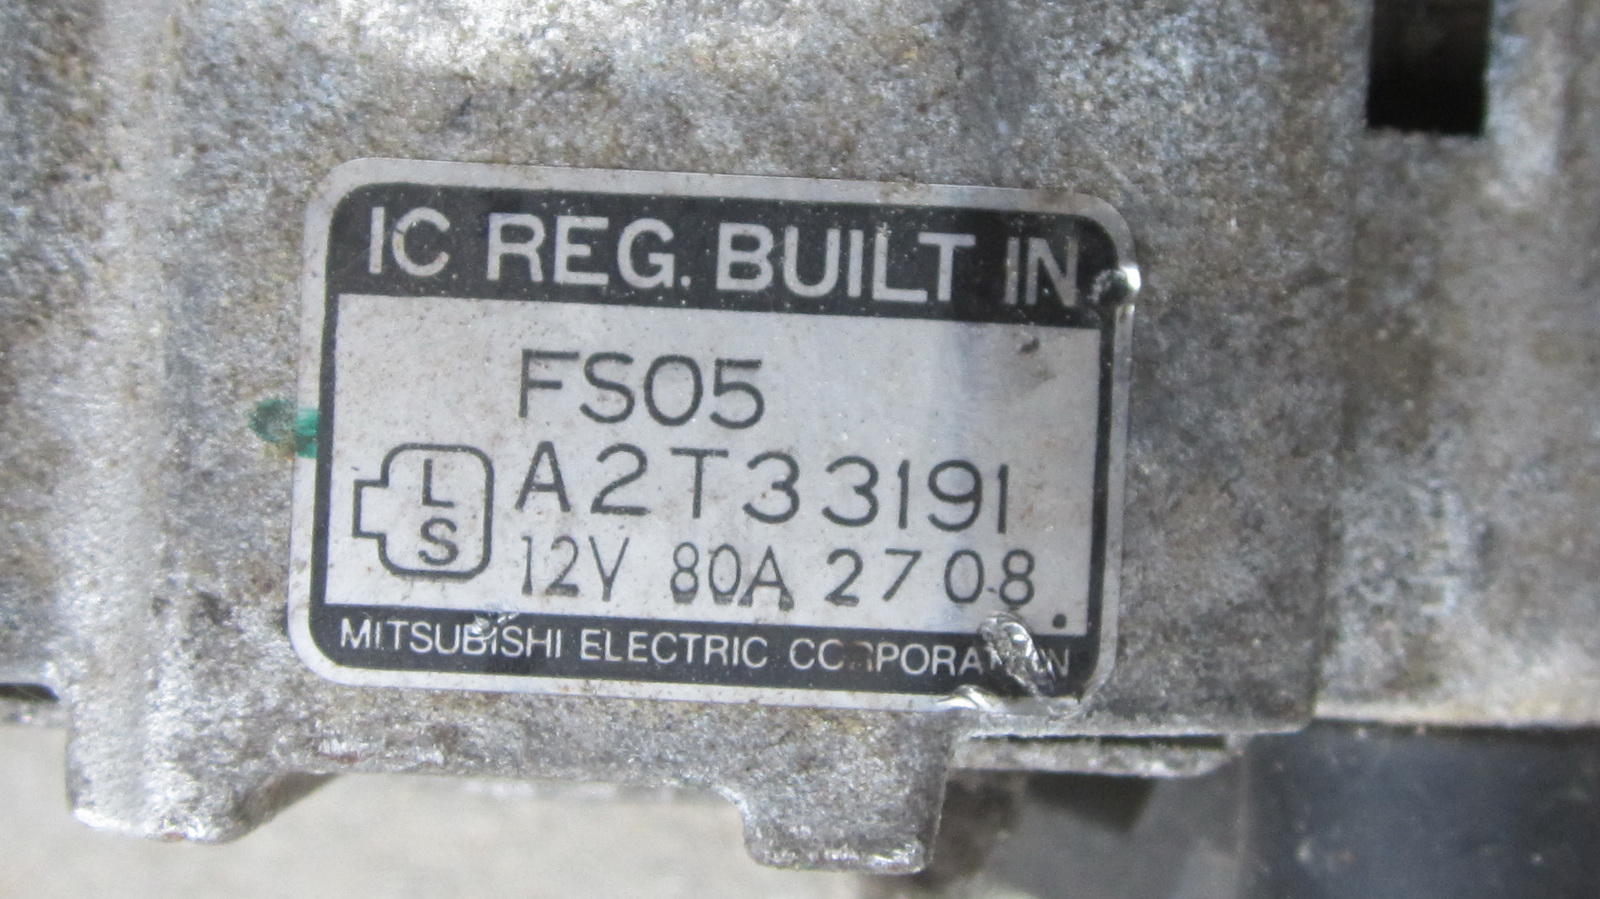 IC REG. BUILT IN
FS05
L
S
A2T33191
12V 80A 2708
MITSUBISHI ELECTRIC CORPORATION